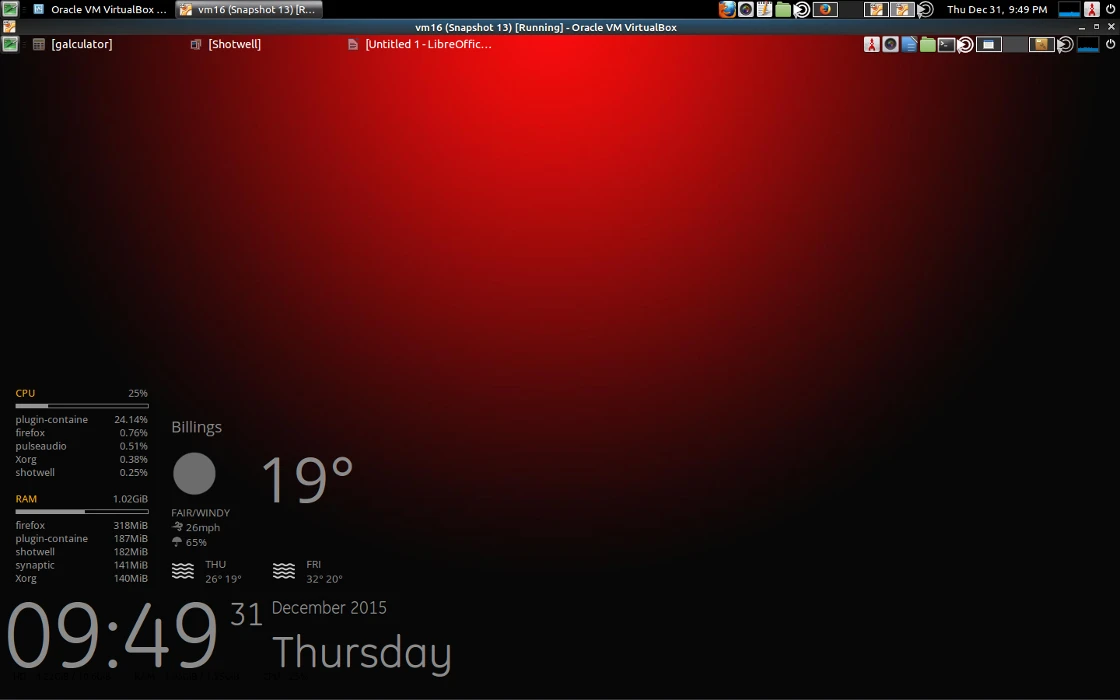 Oracle VM VirtualBox ...
vm16 (Snapshot 13) [R...
Thu Dec 31, 9:49 PM
vm16 (Snapshot 13) [Running] - Oracle VM VirtualBox
[galculator]
[Shotwell]
[Untitled 1 - LibreOffic...
CPU 25%
plugin-containe 24.14%
firefox 0.76%
pulseaudio 0.51%
Xorg 0.38%
shotwell 0.25%
RAM 1.02GiB
firefox 318MiB
plugin-containe 187MiB
shotwell 182MiB
synaptic 141MiB
Xorg 140MiB
Billings
19°
FAIR/WINDY
26mph
65%
THU
26° 19°
FRI
32° 20°
09:49
31
December 2015
Thursday